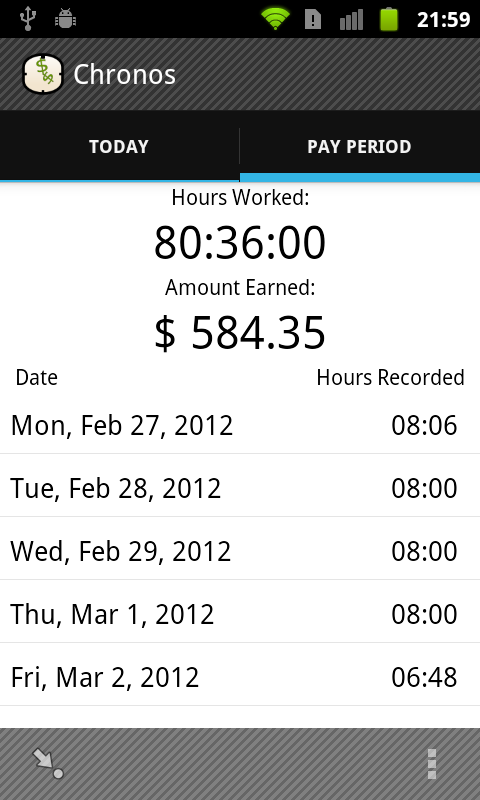 21:59
Chronos
TODAY PAY PERIOD
Hours Worked:
80:36:00
Amount Earned:
$ 584.35
Date Hours Recorded
Mon, Feb 27, 2012 08:06
Tue, Feb 28, 2012 08:00
Wed, Feb 29, 2012 08:00
Thu, Mar 1, 2012 08:00
Fri, Mar 2, 2012 06:48